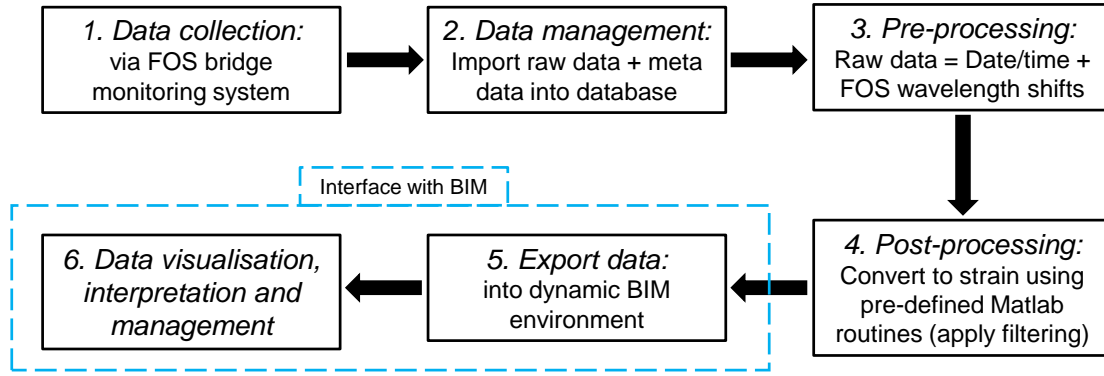 1. Data collection:
via FOS bridge
monitoring system
2. Data management:
Import raw data + meta
data into database
3. Pre-processing:
Raw data = Date/time +
FOS wavelength shifts
4. Post-processing:
Convert to strain using
pre-defined Matlab
routines (apply filtering)
Interface with BIM
5. Export data:
into dynamic BIM
environment
6. Data visualisation,
interpretation and
management